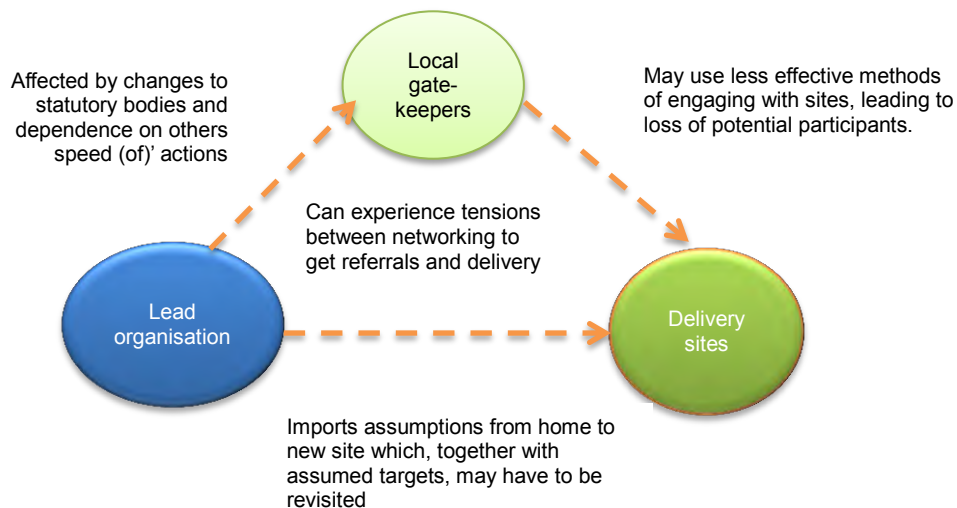 Local
gate-
keepers
Affected by changes to
statutory bodies and
dependence on others
speed (of)’ actions
May use less effective methods
of engaging with sites, leading to
loss of potential participants.
Can experience tensions
between networking to
get referrals and delivery
Lead
organisation
Delivery
sites
Imports assumptions from home to
new site which, together with
assumed targets, may have to be
revisited